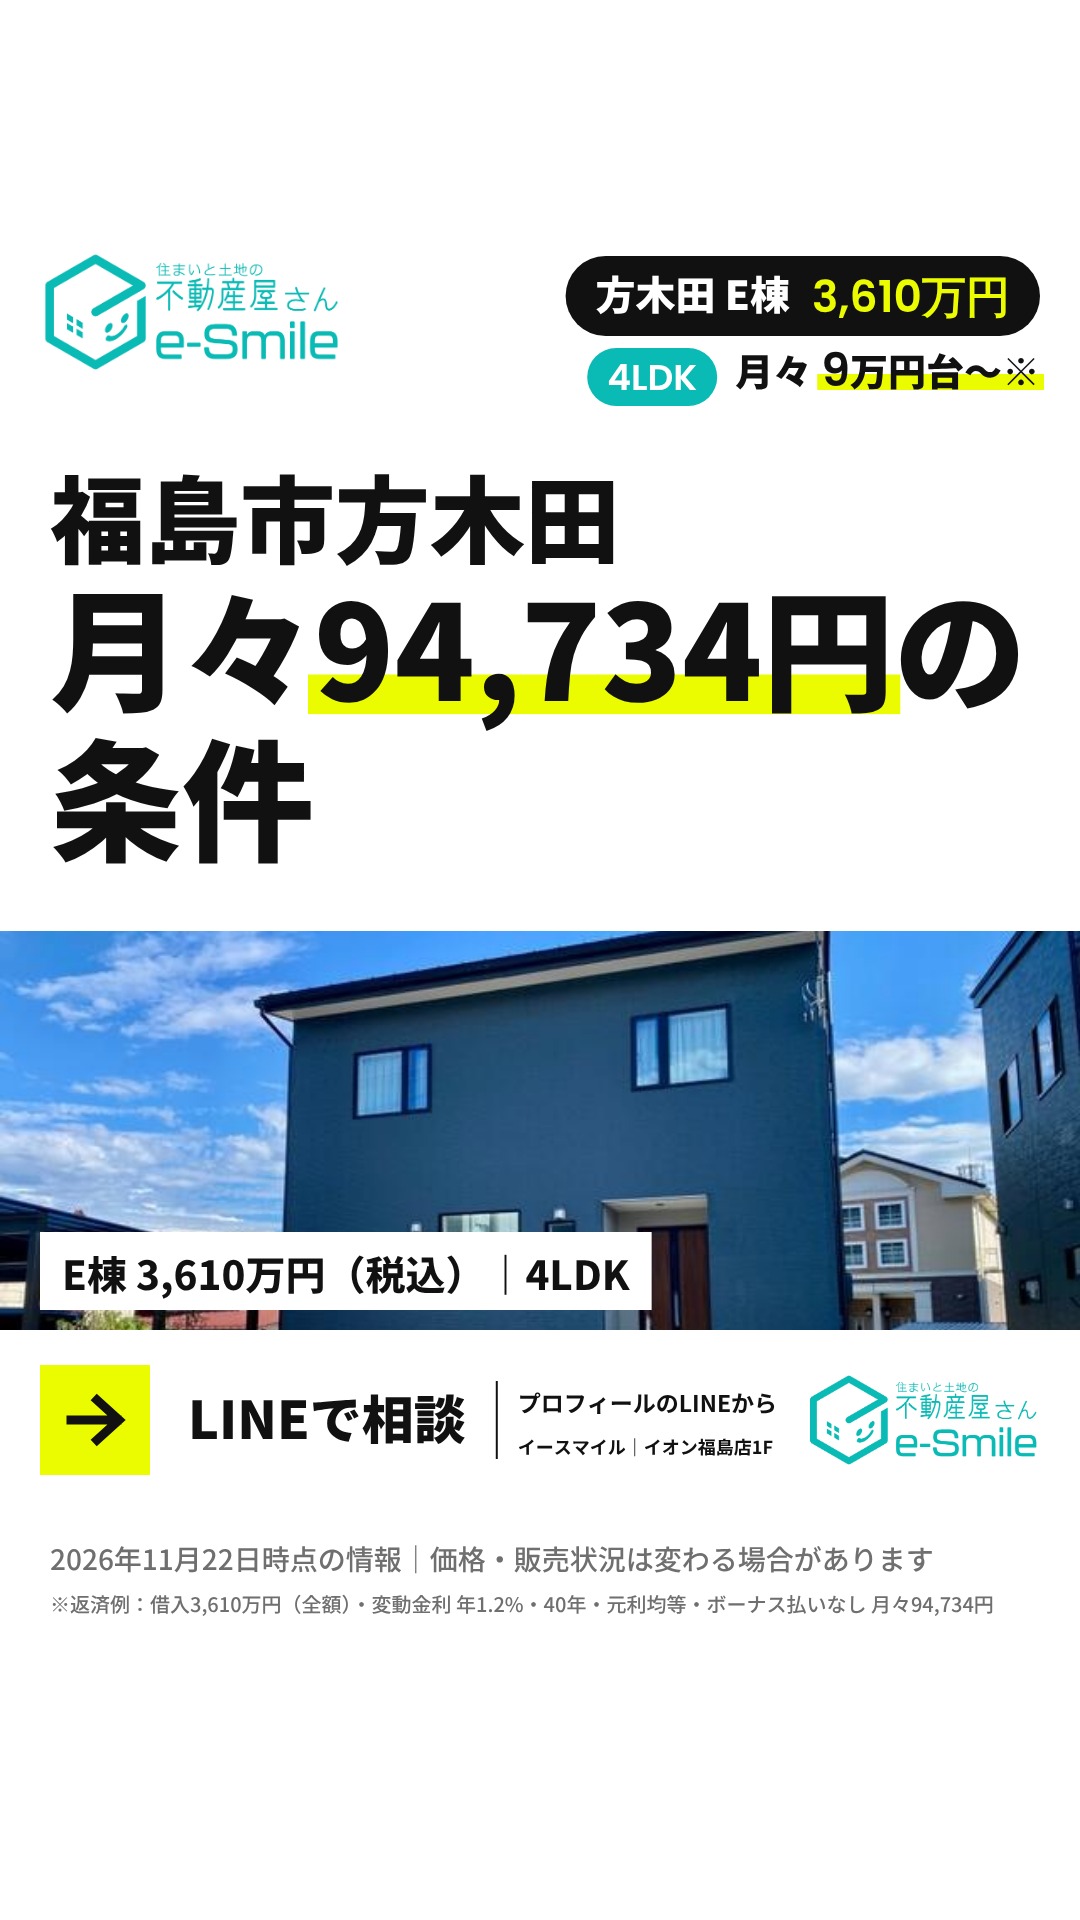 住まいと土地の
不動産屋さん
e-Smile
方木田 E棟 3,610万円
4LDK 月々 9万円台〜※
福島市方木田
月々94,734円の
条件
E棟 3,610万円（税込）｜4LDK
LINEで相談
プロフィールのLINEから
イースマイル｜イオン福島店1F
住まいと土地の
不動産屋さん
e-Smile
2026年11月22日時点の情報｜価格・販売状況は変わる場合があります
※返済例：借入3,610万円（全額）・変動金利 年1.2%・40年・元利均等・ボーナス払いなし 月々94,734円